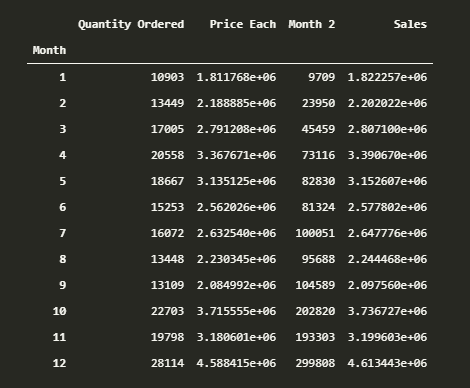 Quantity Ordered Price Each Month 2 Sales
Month
1 10903 1.811768e+06 9709 1.822257e+06
2 13449 2.188885e+06 23950 2.202022e+06
3 17005 2.791208e+06 45459 2.807100e+06
4 20558 3.367671e+06 73116 3.390670e+06
5 18667 3.135125e+06 82830 3.152607e+06
6 15253 2.562026e+06 81324 2.577802e+06
7 16072 2.632540e+06 100051 2.647776e+06
8 13448 2.230345e+06 95688 2.244468e+06
9 13109 2.084992e+06 104589 2.097560e+06
10 22703 3.715555e+06 202820 3.736727e+06
11 19798 3.180601e+06 193303 3.199603e+06
12 28114 4.588415e+06 299808 4.613443e+06